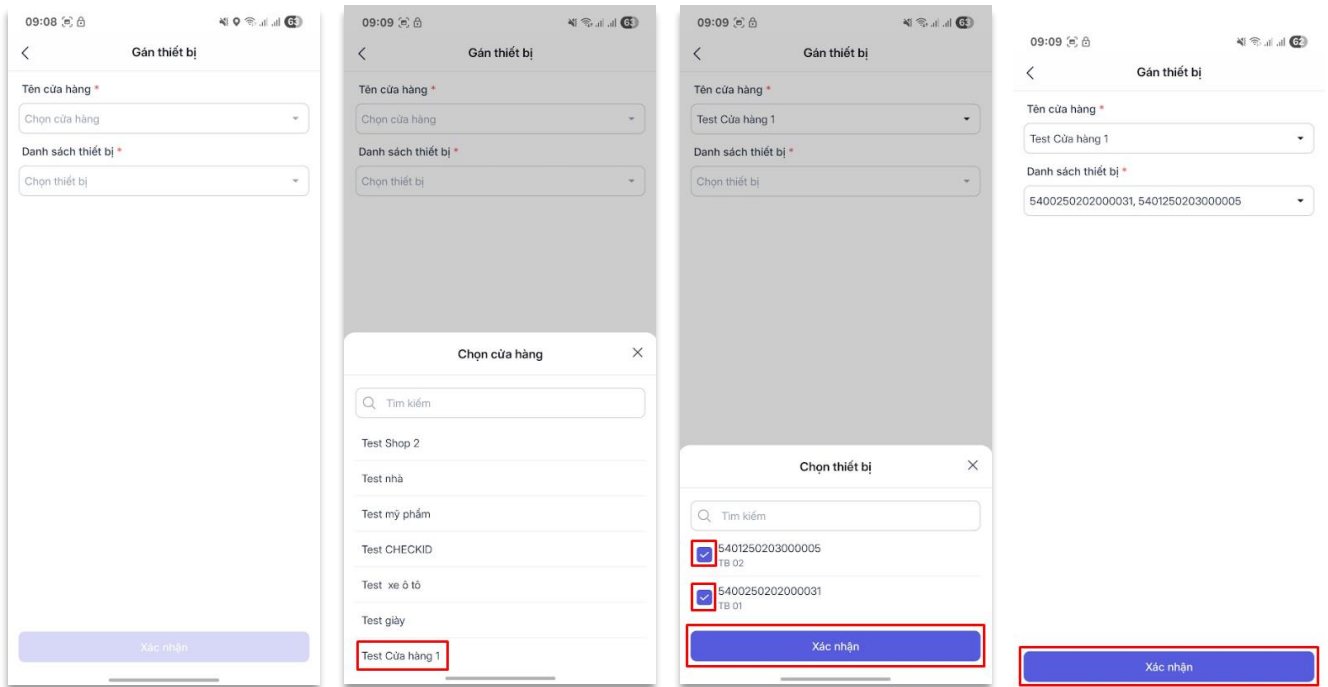 09:08
63
Gán thiết bị
Tên cửa hàng *
Chọn cửa hàng
Danh sách thiết bị *
Chọn thiết bị
Xác nhận
09:09
63
Gán thiết bị
Tên cửa hàng *
Chọn cửa hàng
Danh sách thiết bị *
Chọn thiết bị
Chọn cửa hàng
Tìm kiếm
Test Shop 2
Test nhà
Test mỹ phẩm
Test CHECKID
Test xe ô tô
Test giày
Test Cửa hàng 1
09:09
63
Gán thiết bị
Tên cửa hàng *
Test Cửa hàng 1
Danh sách thiết bị *
Chọn thiết bị
Chọn thiết bị
Tìm kiếm
5401250203000005
TB 02
5400250202000031
TB 01
Xác nhận
09:09
62
Gán thiết bị
Tên cửa hàng *
Test Cửa hàng 1
Danh sách thiết bị *
5400250202000031, 5401250203000005
Xác nhận